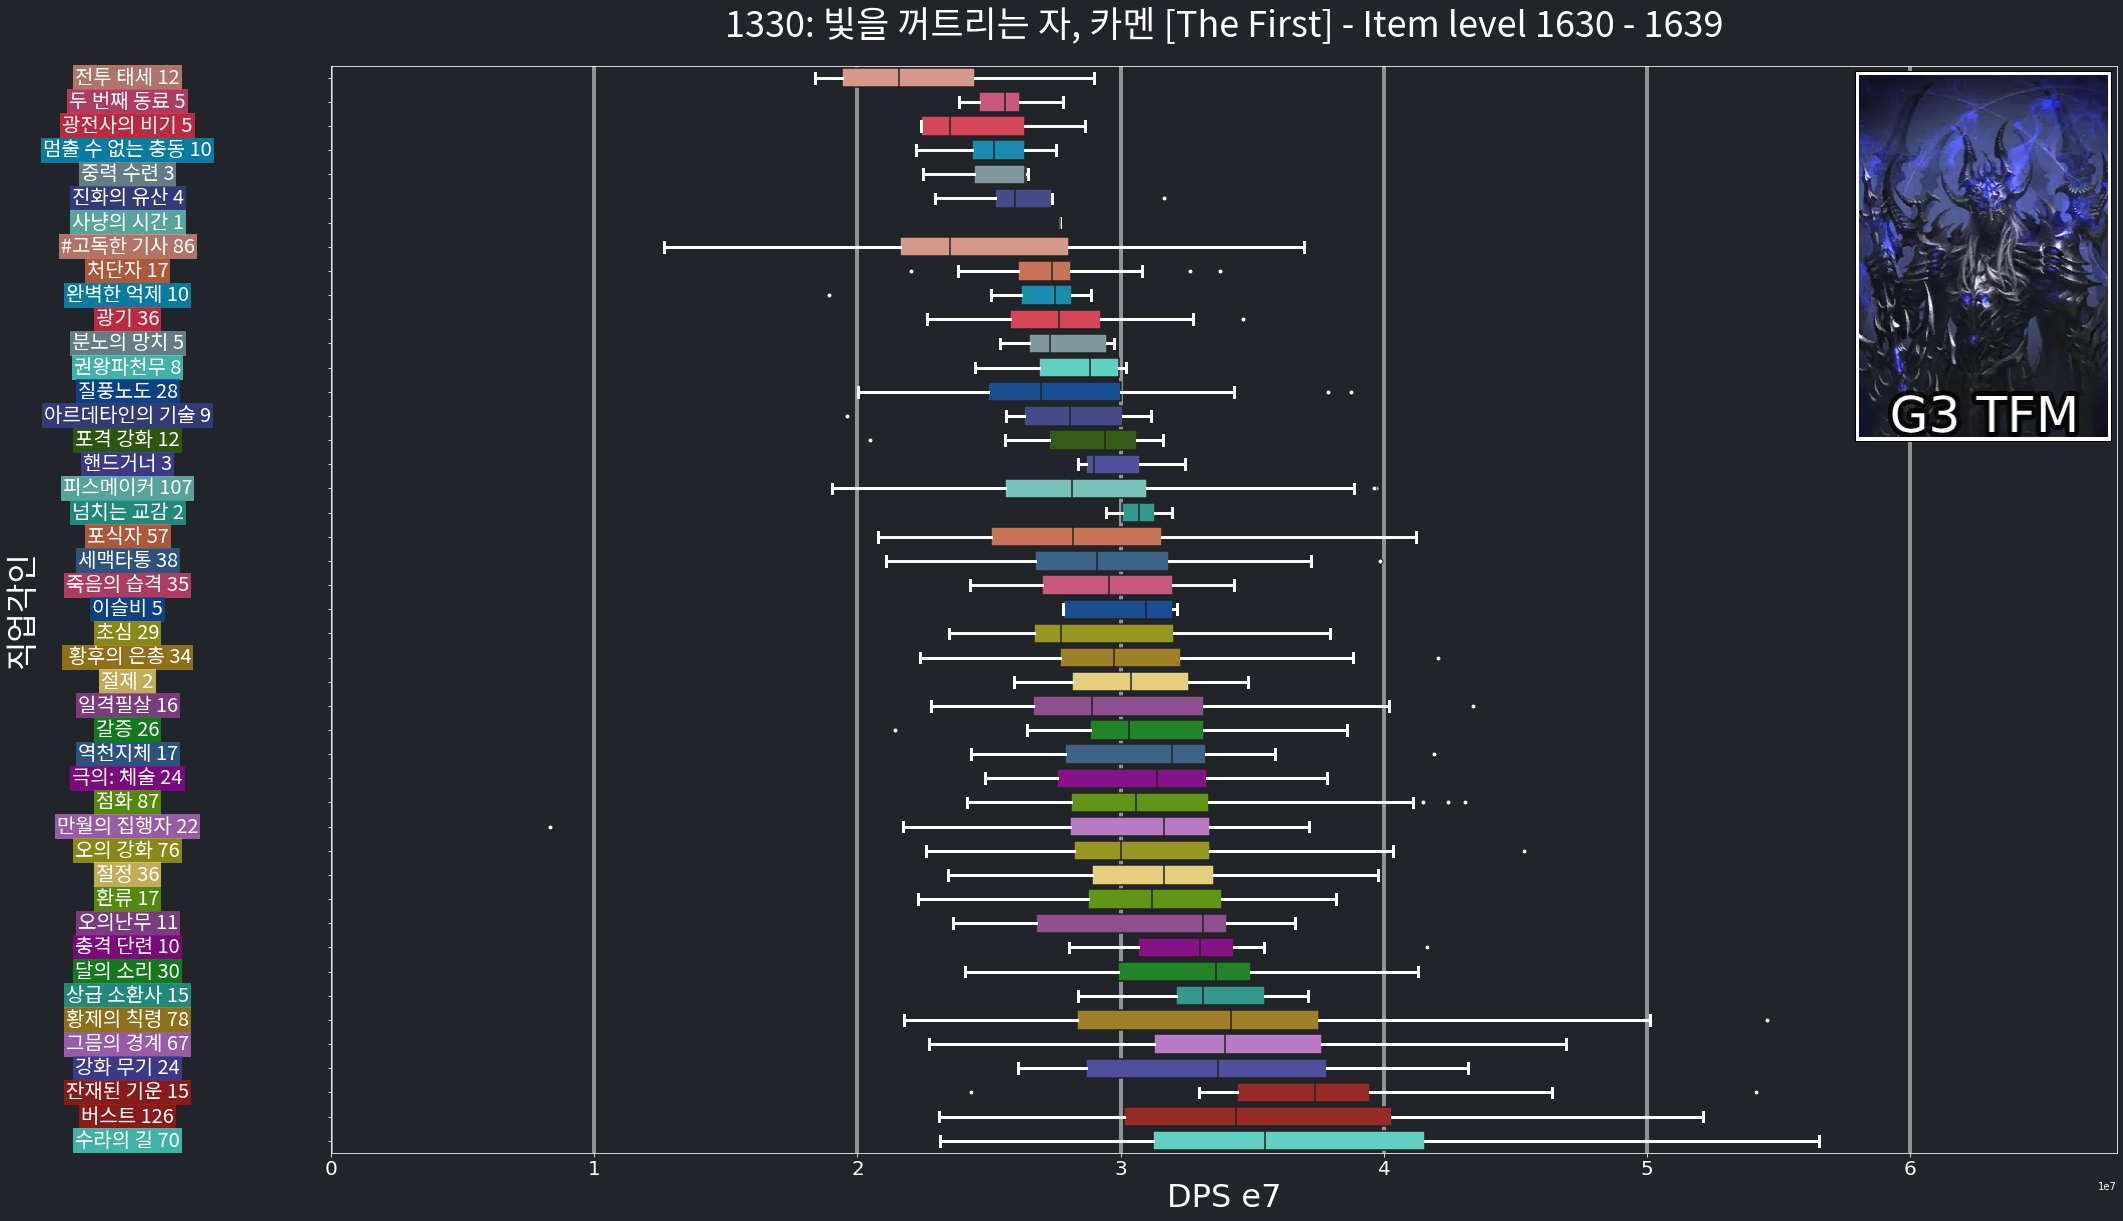 1330: 빛을 꺼트리는 자, 카멘 [The First] - Item level 1630 - 1639
전투 태세 12
두 번째 동료 5
광전사의 비기 5
멈출 수 없는 충동 10
중력 수련 3
진화의 유산 4
사냥의 시간 1
#고독한 기사 86
처단자 17
완벽한 억제 10
광기 36
분노의 망치 5
권왕파천무 8
질풍노도 28
아르데타인의 기술 9
포격 강화 12
핸드거너 3
피스메이커 107
넘치는 교감 2
포식자 57
세맥타통 38
죽음의 습격 35
이슬비 5
초심 29
황후의 은총 34
절제 2
일격필살 16
갈증 26
역천지체 17
극의: 체술 24
점화 87
만월의 집행자 22
오의 강화 76
절정 36
환류 17
오의난무 11
충격 단련 10
달의 소리 30
상급 소환사 15
황제의 칙령 78
그믐의 경계 67
강화 무기 24
잔재된 기운 15
버스트 126
수라의 길 70
직업각인
G3 TFM
0 1 2 3 4 5 6
1e7
DPS e7